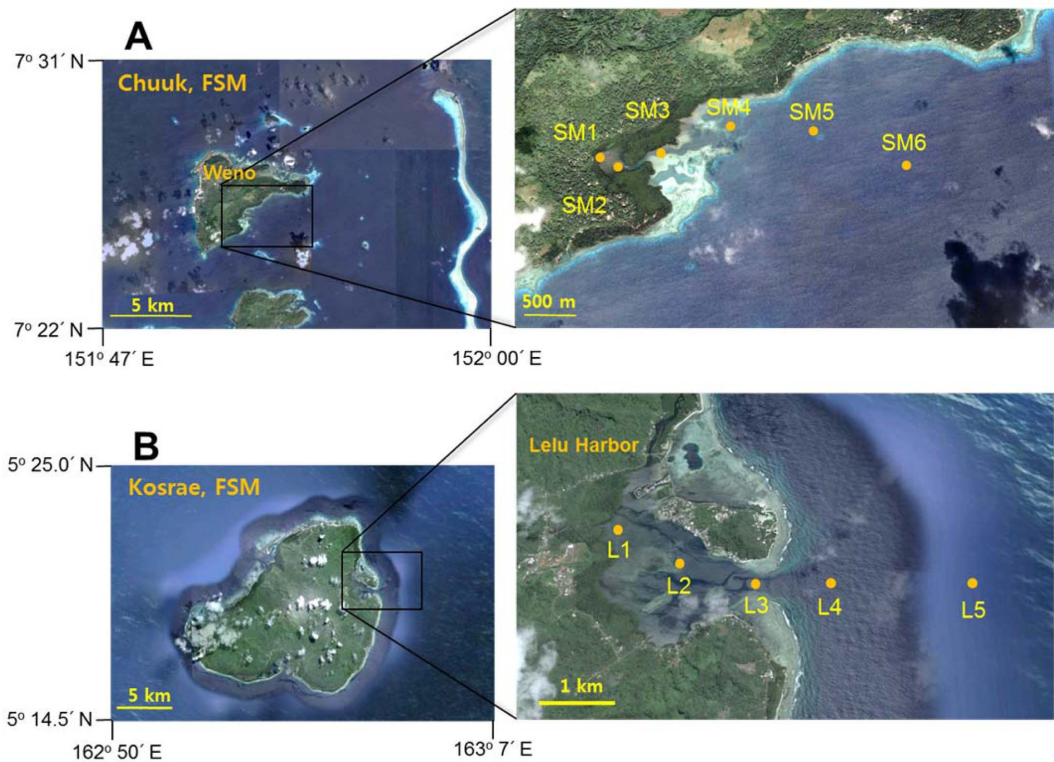 A
7° 31´ N
Chuuk, FSM
Weno
5 km
7° 22´ N
151° 47´ E
152° 00´ E
SM1
SM2
SM3
SM4
SM5
SM6
500 m
B
5° 25.0´ N
Kosrae, FSM
5 km
5° 14.5´ N
162° 50´ E
163° 7´ E
Lelu Harbor
L1
L2
L3
L4
L5
1 km